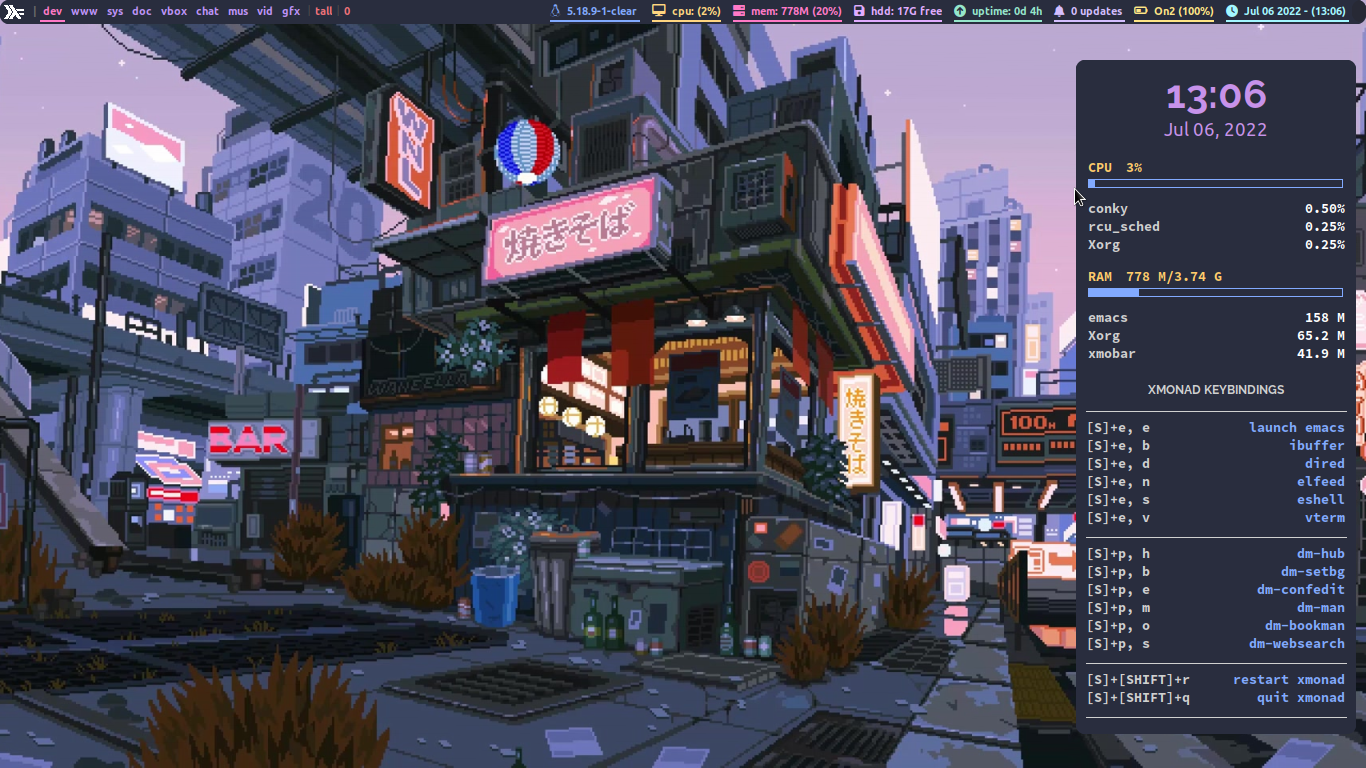 dev www sys doc vbox chat mus vid gfx | tall | 0
5.18.9-1-clear cpu: (2%) mem: 778M (20%) hdd: 17G free uptime: 0d 4h 0 updates On2 (100%) Jul 06 2022 - (13:06)
13:06
Jul 06, 2022
CPU 3%
conky 0.50%
rcu_sched 0.25%
Xorg 0.25%
RAM 778 M/3.74 G
emacs 158 M
Xorg 65.2 M
xmobar 41.9 M
XMONAD KEYBINDINGS
[S]+e, e launch emacs
[S]+e, b ibuffer
[S]+e, d dired
[S]+e, n elfeed
[S]+e, s eshell
[S]+e, v vterm
[S]+p, h dm-hub
[S]+p, b dm-setbg
[S]+p, e dm-confedit
[S]+p, m dm-man
[S]+p, o dm-bookman
[S]+p, s dm-websearch
[S]+[SHIFT]+r restart xmonad
[S]+[SHIFT]+q quit xmonad
20
焼きそば
WANEELLA
焼きそば
BAR